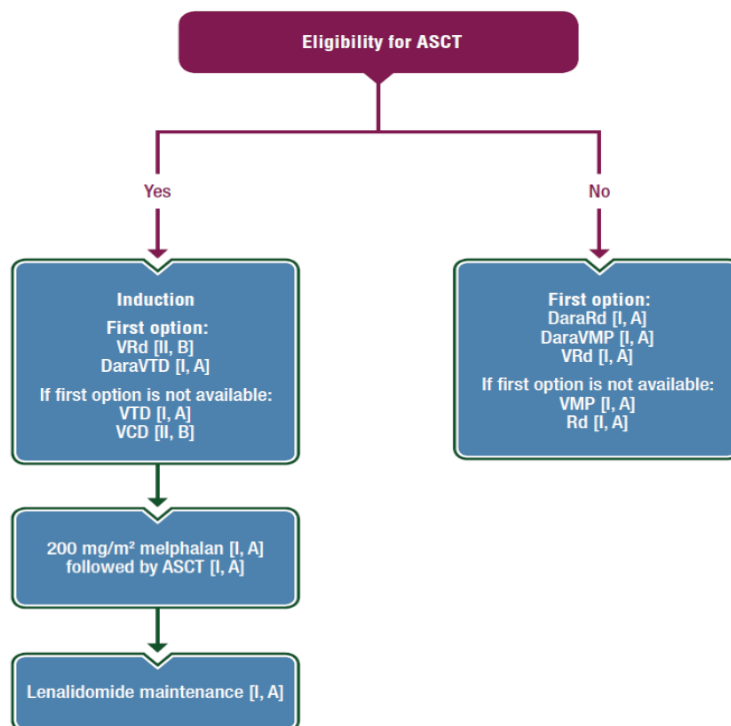 Eligibility for ASCT
Yes
No
Induction
First option:
VRd [II, B]
DaraVTD [I, A]
If first option is not available:
VTD [I, A]
VCD [II, B]
First option:
DaraRd [I, A]
DaraVMP [I, A]
VRd [I, A]
If first option is not available:
VMP [I, A]
Rd [I, A]
200 mg/m² melphalan [I, A]
followed by ASCT [I, A]
Lenalidomide maintenance [I, A]